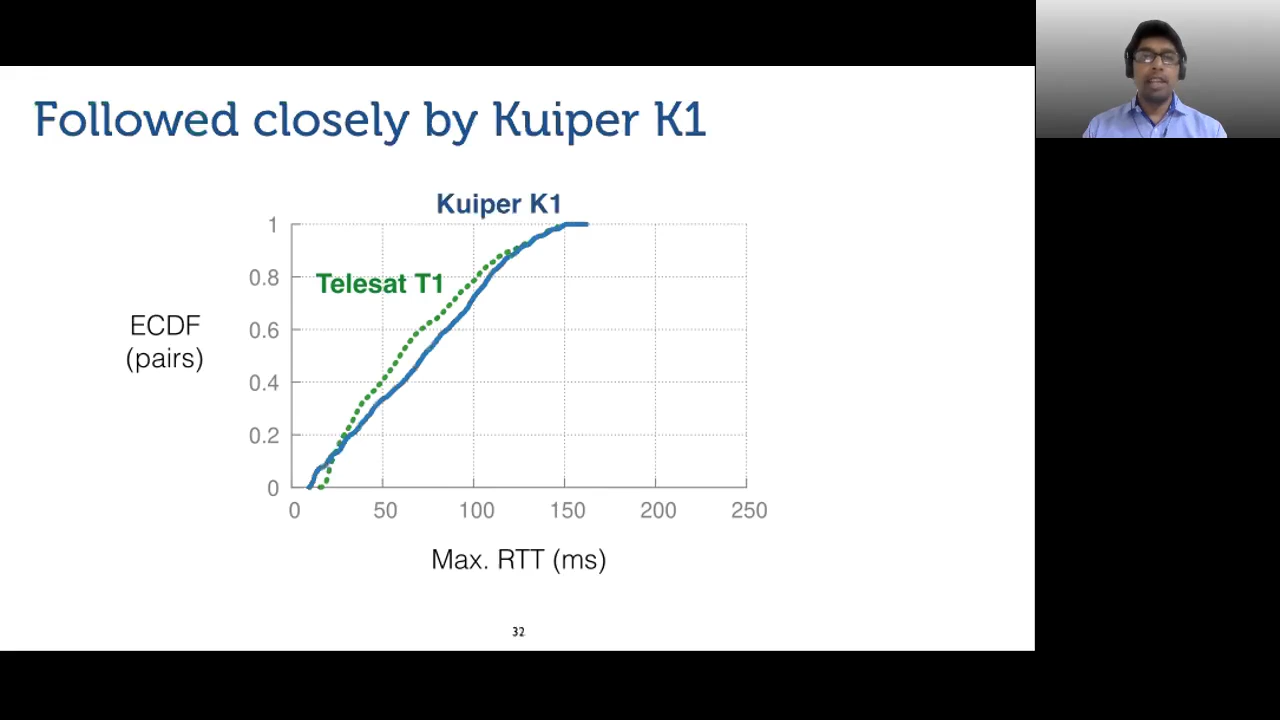 Followed closely by Kuiper K1
Kuiper K1
Telesat T1
ECDF
(pairs)
1
0.8
0.6
0.4
0.2
0
0 50 100 150 200 250
Max. RTT (ms)
32